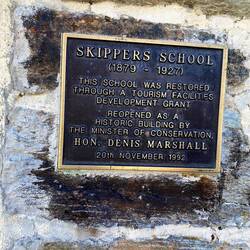 SKIPPERS SCHOOL
(1879 - 1927)
THIS SCHOOL WAS RESTORED
THROUGH A TOURISM FACILITIES
DEVELOPMENT GRANT
REOPENED AS A
HISTORIC BUILDING BY
THE MINISTER OF CONSERVATION,
HON. DENIS MARSHALL
20TH NOVEMBER 1992